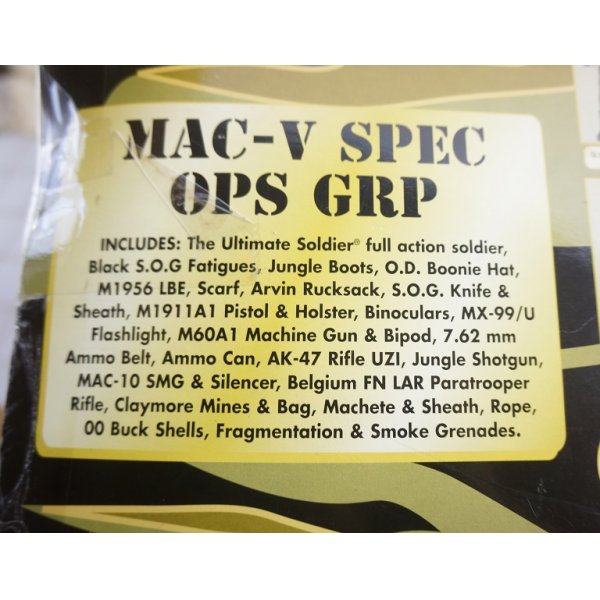 MAC-V SPEC
OPS GRP
INCLUDES: The Ultimate Soldier® full action soldier,
Black S.O.G Fatigues, Jungle Boots, O.D. Boonie Hat,
M1956 LBE, Scarf, Arvin Rucksack, S.O.G. Knife &
Sheath, M1911A1 Pistol & Holster, Binoculars, MX-99/U
Flashlight, M60A1 Machine Gun & Bipod, 7.62 mm
Ammo Belt, Ammo Can, AK-47 Rifle UZI, Jungle Shotgun,
MAC-10 SMG & Silencer, Belgium FN LAR Paratrooper
Rifle, Claymore Mines & Bag, Machete & Sheath, Rope,
00 Buck Shells, Fragmentation & Smoke Grenades.